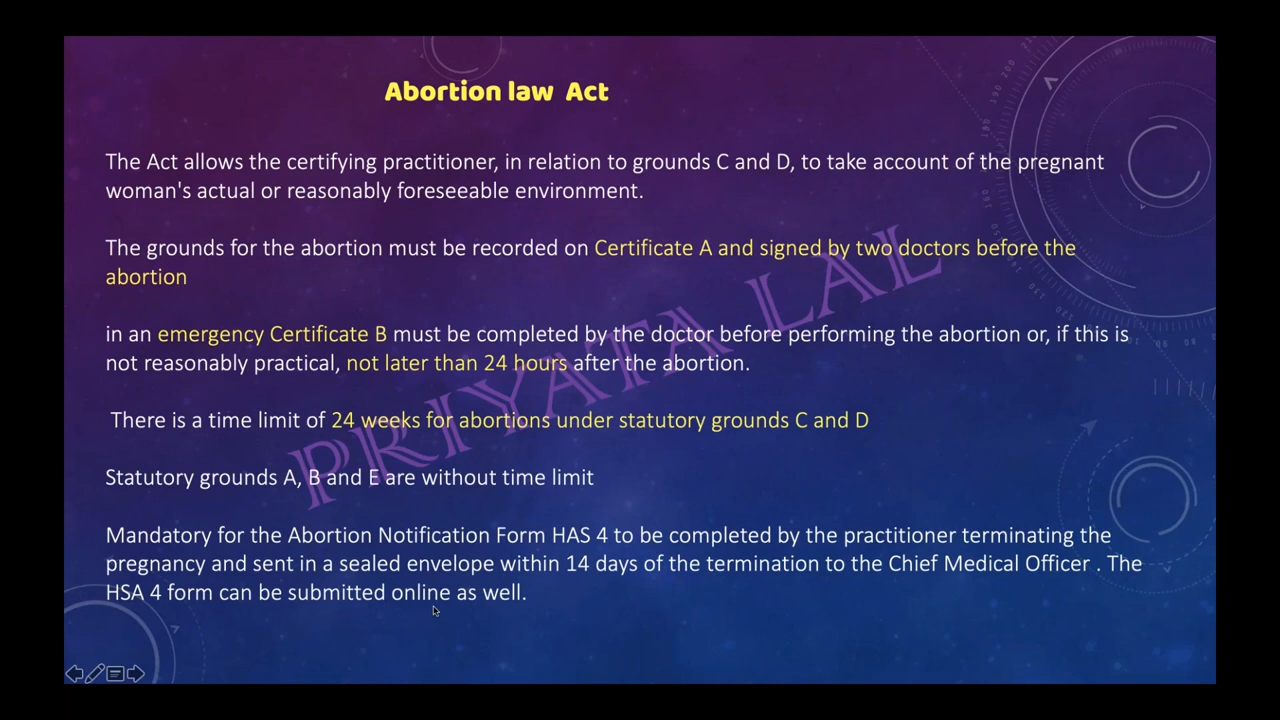 Abortion law Act
The Act allows the certifying practitioner, in relation to grounds C and D, to take account of the pregnant
woman's actual or reasonably foreseeable environment.
The grounds for the abortion must be recorded on Certificate A and signed by two doctors before the
abortion
in an emergency Certificate B must be completed by the doctor before performing the abortion or, if this is
not reasonably practical, not later than 24 hours after the abortion.
There is a time limit of 24 weeks for abortions under statutory grounds C and D
Statutory grounds A, B and E are without time limit
Mandatory for the Abortion Notification Form HAS 4 to be completed by the practitioner terminating the
pregnancy and sent in a sealed envelope within 14 days of the termination to the Chief Medical Officer . The
HSA 4 form can be submitted online as well.
PRIYATA LAL